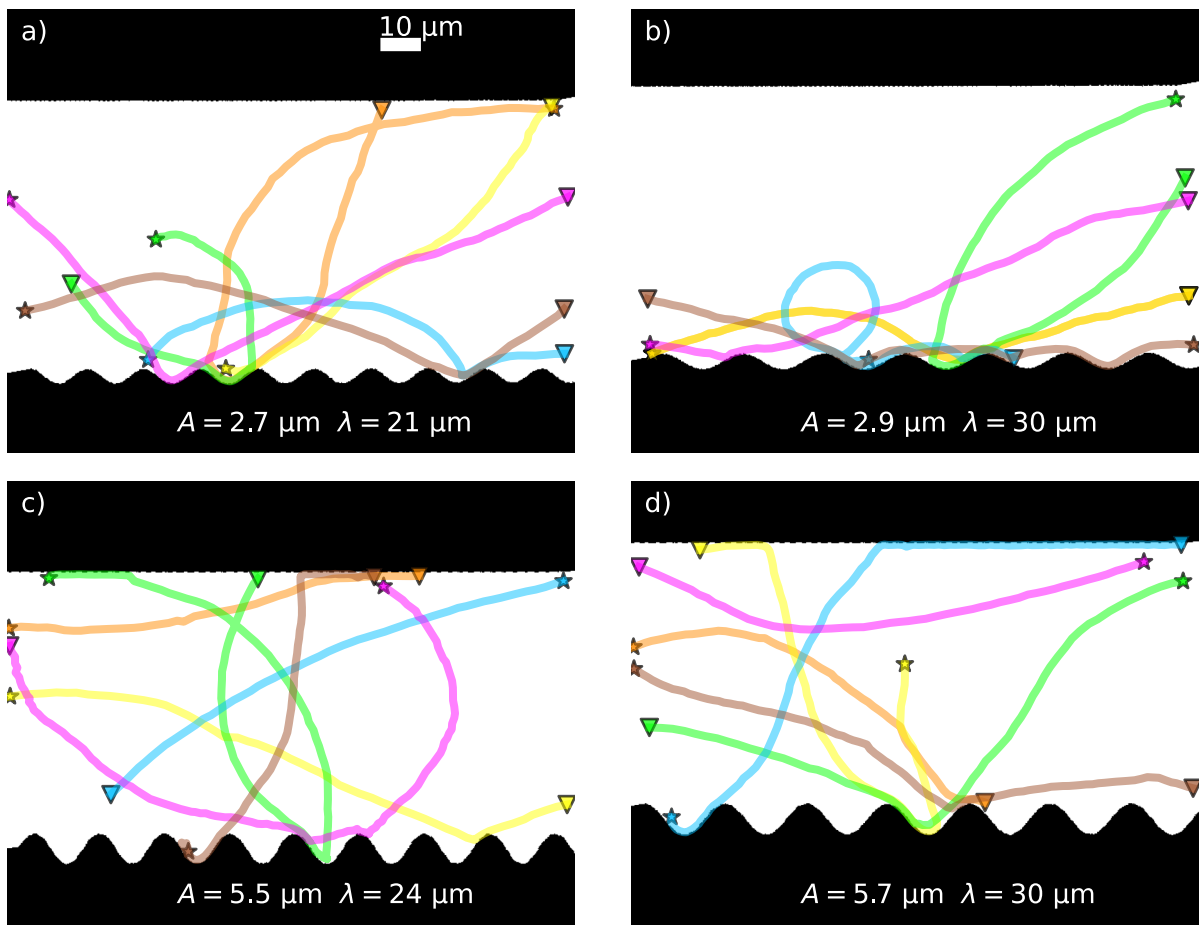 a)
10 μm
A = 2.7 μm λ = 21 μm
b)
A = 2.9 μm λ = 30 μm
c)
A = 5.5 μm λ = 24 μm
d)
A = 5.7 μm λ = 30 μm